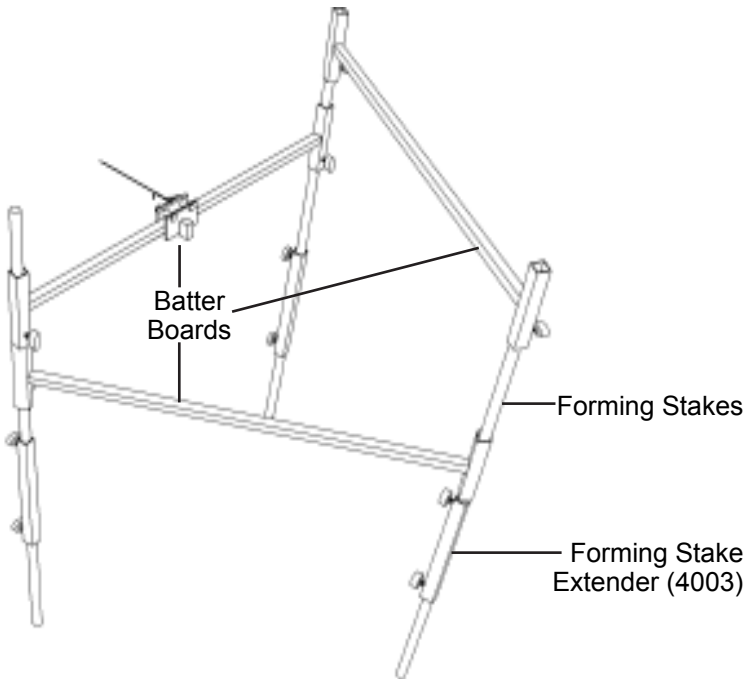 Batter
Boards
Forming Stakes
Forming Stake
Extender (4003)